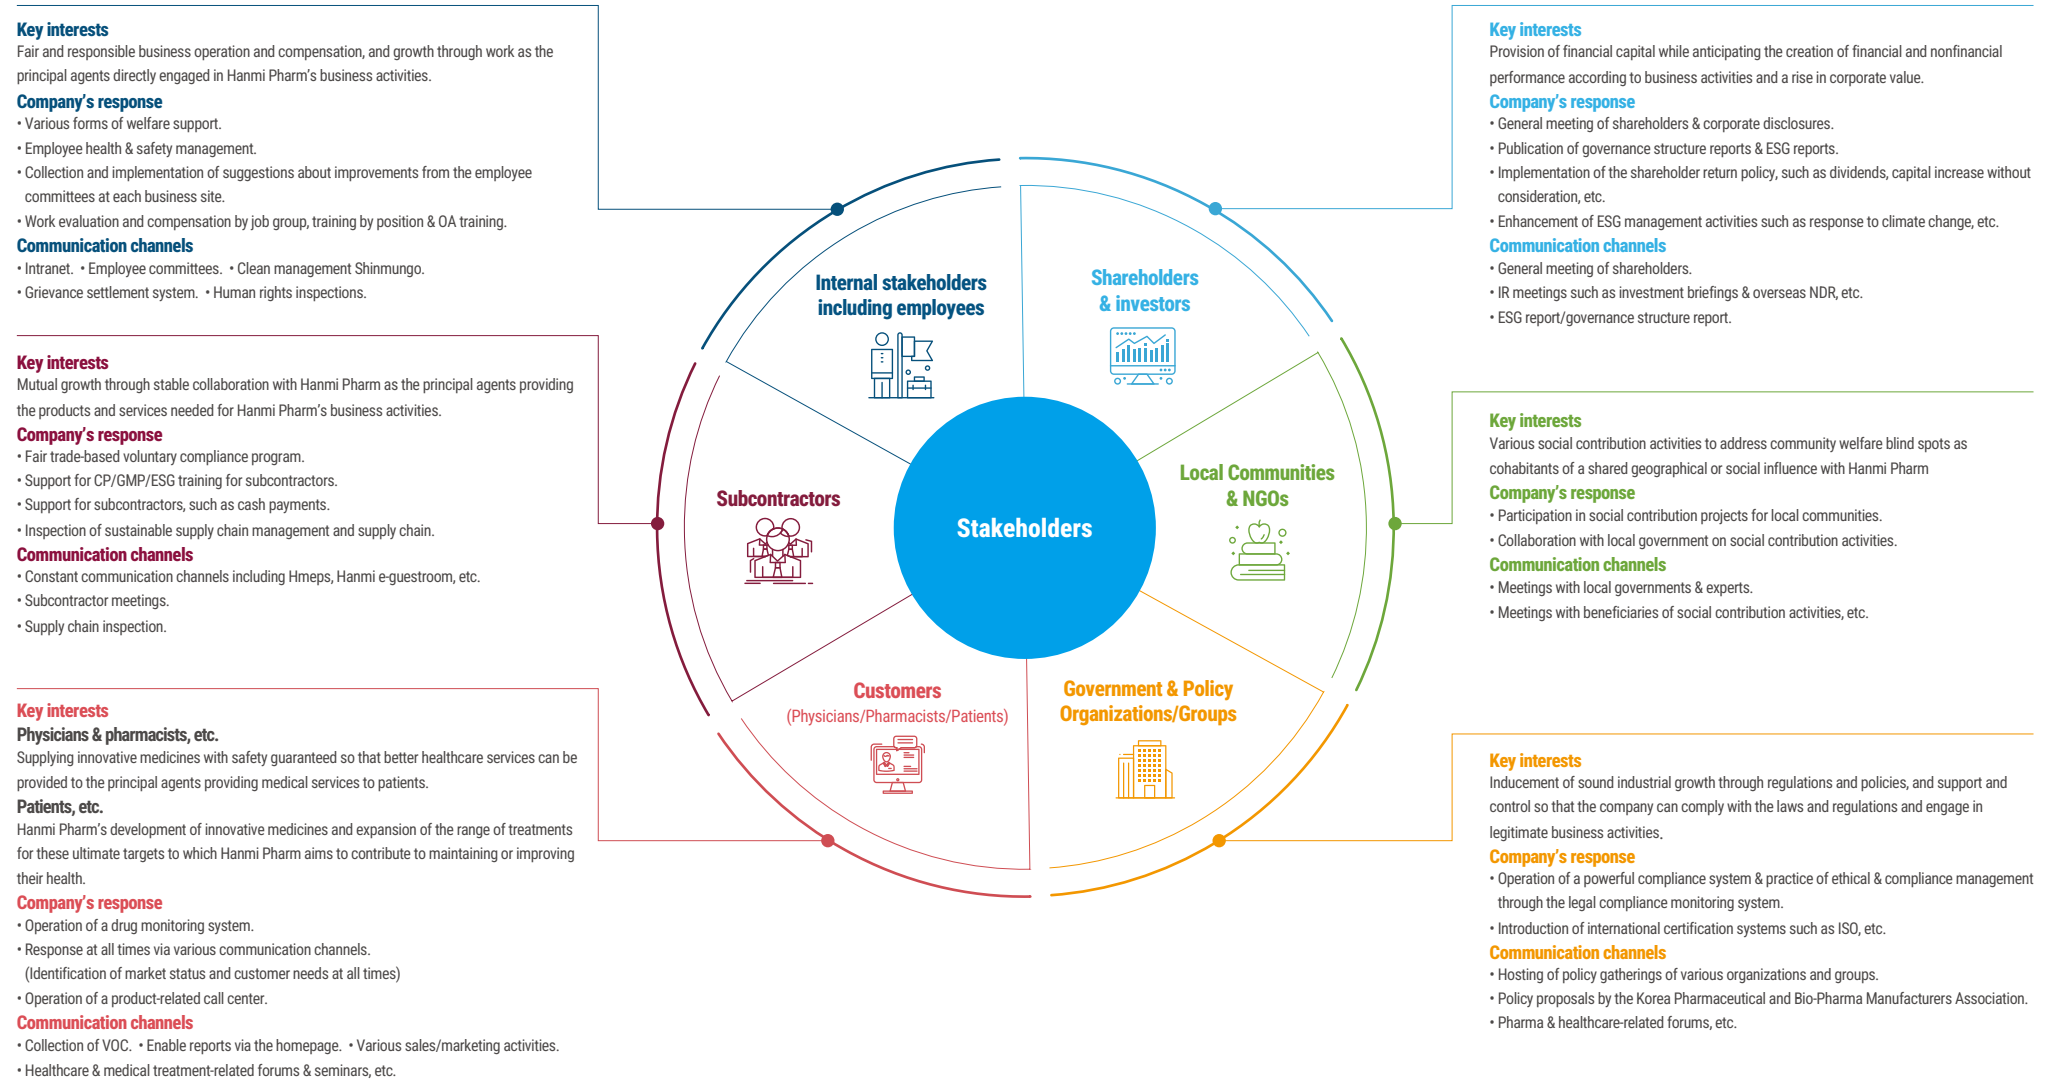 Key interests
Fair and responsible business operation and compensation, and growth through work as the
principal agents directly engaged in Hanmi Pharm's business activities.
Company's response
• Various forms of welfare support.
• Employee health & safety management.
• Collection and implementation of suggestions about improvements from the employee
committees at each business site.
• Work evaluation and compensation by job group, training by position & OA training.
Communication channels
• Intranet. • Employee committees. • Clean management Shinmungo.
• Grievance settlement system. • Human rights inspections.
Key interests
Mutual growth through stable collaboration with Hanmi Pharm as the principal agents providing
the products and services needed for Hanmi Pharm's business activities.
Company's response
• Fair trade-based voluntary compliance program.
• Support for CP/GMP/ESG training for subcontractors.
• Support for subcontractors, such as cash payments.
• Inspection of sustainable supply chain management and supply chain.
Communication channels
• Constant communication channels including Hmeps, Hanmi e-guestroom, etc.
• Subcontractor meetings.
• Supply chain inspection.
Key interests
Physicians & pharmacists, etc.
Supplying innovative medicines with safety guaranteed so that better healthcare services can be
provided to the principal agents providing medical services to patients.
Patients, etc.
Hanmi Pharm's development of innovative medicines and expansion of the range of treatments
for these ultimate targets to which Hanmi Pharm aims to contribute to maintaining or improving
their health.
Company's response
• Operation of a drug monitoring system.
• Response at all times via various communication channels.
(Identification of market status and customer needs at all times)
• Operation of a product-related call center.
Communication channels
• Collection of VOC. • Enable reports via the homepage. • Various sales/marketing activities.
• Healthcare & medical treatment-related forums & seminars, etc.
Internal stakeholders
including employees
Shareholders
& investors
Subcontractors
Stakeholders
Local Communities
& NGOs
Customers
(Physicians/Pharmacists/Patients)
Government & Policy
Organizations/Groups
Key interests
Provision of financial capital while anticipating the creation of financial and nonfinancial
performance according to business activities and a rise in corporate value.
Company's response
• General meeting of shareholders & corporate disclosures.
• Publication of governance structure reports & ESG reports.
• Implementation of the shareholder return policy, such as dividends, capital increase without
consideration, etc.
• Enhancement of ESG management activities such as response to climate change, etc.
Communication channels
• General meeting of shareholders.
• IR meetings such as investment briefings & overseas NDR, etc.
• ESG report/governance structure report.
Key interests
Various social contribution activities to address community welfare blind spots as
cohabitants of a shared geographical or social influence with Hanmi Pharm
Company's response
• Participation in social contribution projects for local communities.
• Collaboration with local government on social contribution activities.
Communication channels
• Meetings with local governments & experts.
• Meetings with beneficiaries of social contribution activities, etc.
Key interests
Inducement of sound industrial growth through regulations and policies, and support and
control so that the company can comply with the laws and regulations and engage in
legitimate business activities.
Company's response
• Operation of a powerful compliance system & practice of ethical & compliance management
through the legal compliance monitoring system.
• Introduction of international certification systems such as ISO, etc.
Communication channels
• Hosting of policy gatherings of various organizations and groups.
• Policy proposals by the Korea Pharmaceutical and Bio-Pharma Manufacturers Association.
• Pharma & healthcare-related forums, etc.